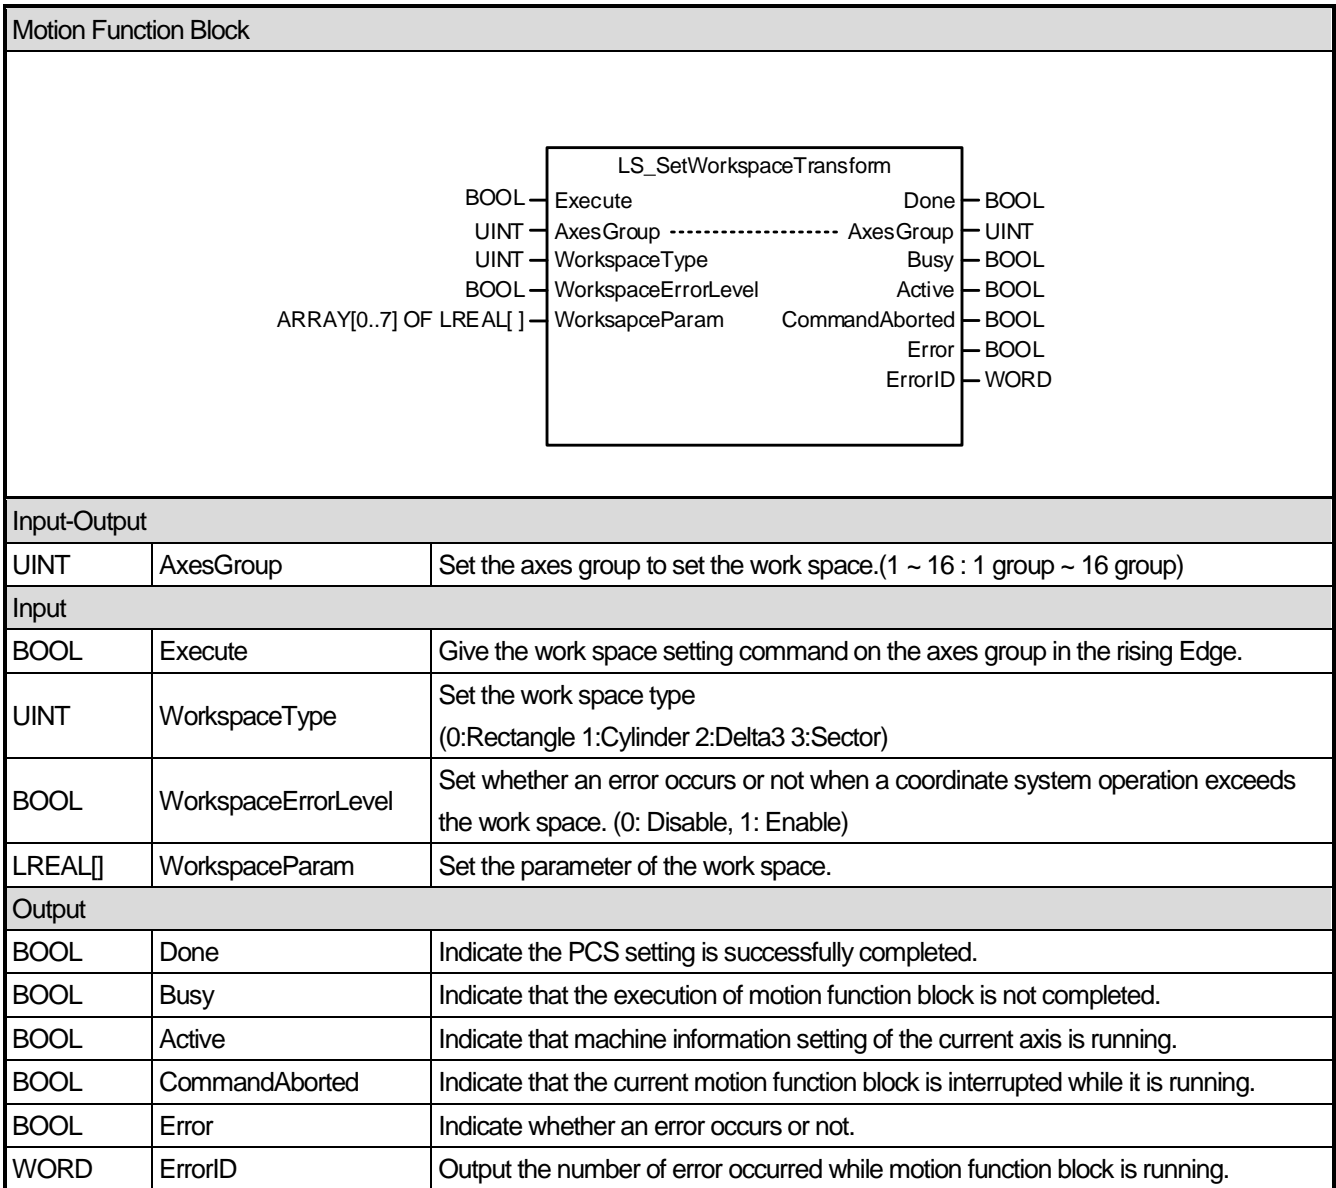 Motion Function Block
LS_SetWorkspaceTransform
BOOL Execute Done BOOL
UINT AxesGroup AxesGroup UINT
UINT WorkspaceType Busy BOOL
BOOL WorkspaceErrorLevel Active BOOL
ARRAY[0..7] OF LREAL[ ] WorksapceParam CommandAborted BOOL
Error BOOL
ErrorID WORD
Input-Output
UINT AxesGroup Set the axes group to set the work space.(1 ~ 16 : 1 group ~ 16 group)
Input
BOOL Execute Give the work space setting command on the axes group in the rising Edge.
UINT WorkspaceType Set the work space type
(0:Rectangle 1:Cylinder 2:Delta3 3:Sector)
BOOL WorkspaceErrorLevel Set whether an error occurs or not when a coordinate system operation exceeds
the work space. (0: Disable, 1: Enable)
LREAL[] WorkspaceParam Set the parameter of the work space.
Output
BOOL Done Indicate the PCS setting is successfully completed.
BOOL Busy Indicate that the execution of motion function block is not completed.
BOOL Active Indicate that machine information setting of the current axis is running.
BOOL CommandAborted Indicate that the current motion function block is interrupted while it is running.
BOOL Error Indicate whether an error occurs or not.
WORD ErrorID Output the number of error occurred while motion function block is running.